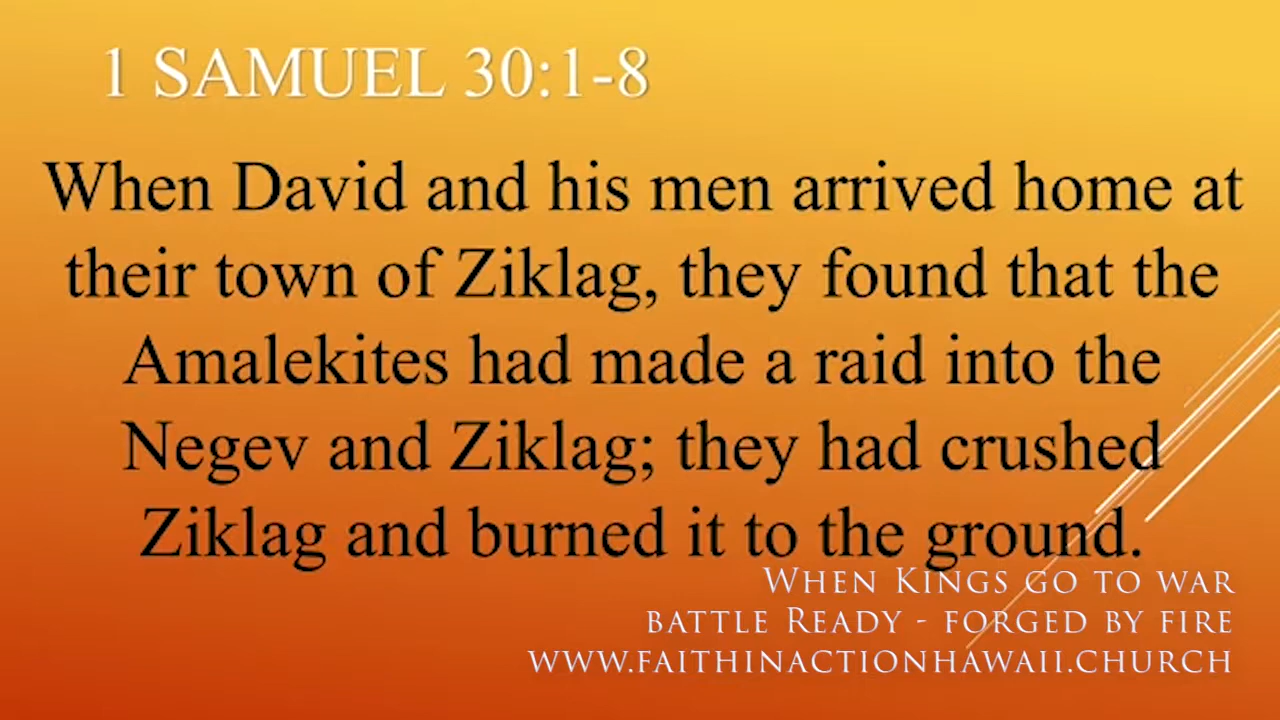 1 SAMUEL 30:1-8
When David and his men arrived home at
their town of Ziklag, they found that the
Amalekites had made a raid into the
Negev and Ziklag; they had crushed
Ziklag and burned it to the ground.
When Kings go to war
battle Ready - forged by fire
www.faithinactionhawaii.church